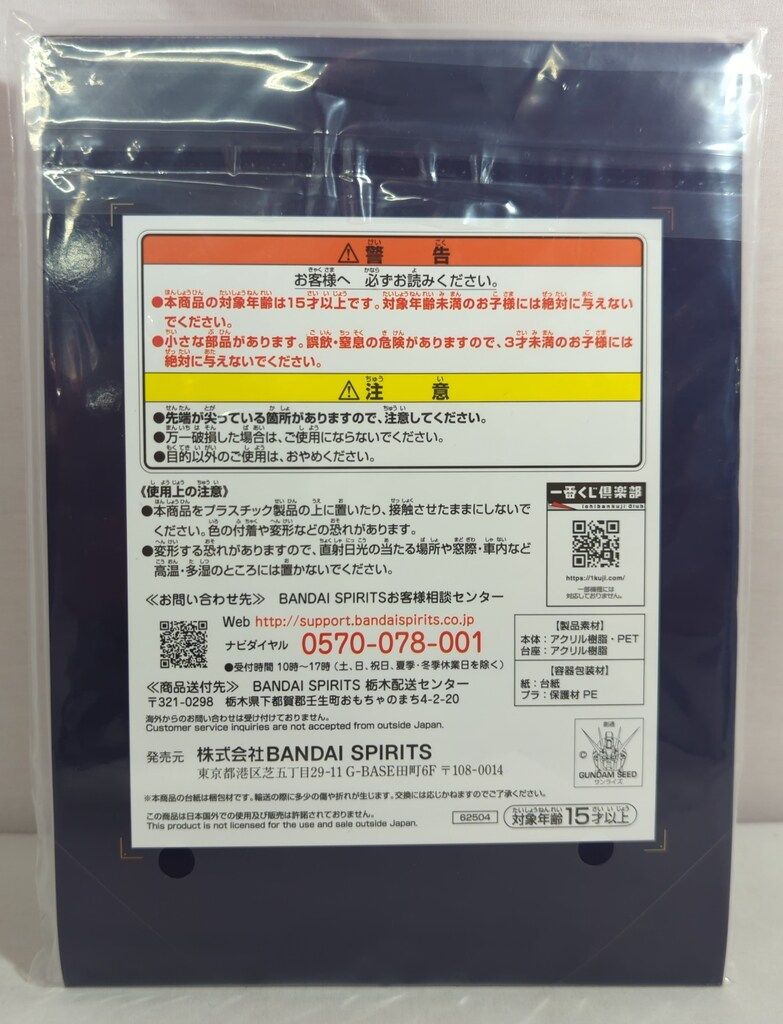 ⚠警告
お客様へ 必ずお読みください。
●本商品の対象年齢は15才以上です。対象年齢未満のお子様には絶対に与えない
でください。
●小さな部品があります。誤飲・窒息の危険がありますので、3才未満のお子様には
絶対に与えないでください。
⚠注意
●先端が尖っている箇所がありますので、注意してください。
●万一破損した場合は、ご使用にならないでください。
●目的以外のご使用は、おやめください。
《使用上の注意》
●本商品をプラスチック製品の上に置いたり、接触させたままにしないで
ください。色の付着や変形などの恐れがあります。
●変形する恐れがありますので、直射日光の当たる場所や窓際・車内など
高温・多湿のところには置かないでください。
一番くじ倶楽部
Ichibankuji Club
https://1kuji.com/
一部機種には
対応しておりません。
≪お問い合わせ先≫ BANDAI SPIRITSお客様相談センター
Web http://support.bandaispirits.co.jp
ナビダイヤル 0570-078-001
●受付時間 10時〜17時（土、日、祝日、夏季・冬季休業日を除く）
≪商品送付先≫ BANDAI SPIRITS 栃木配送センター
〒321-0298 栃木県下都賀郡壬生町おもちゃのまち4-2-20
海外からのお問い合わせは受け付けておりません。
Customer service inquiries are not accepted from outside Japan.
【製品素材】
本体：アクリル樹脂・PET
台座：アクリル樹脂
【容器包装材】
紙：台紙
プラ：保護材 PE
発売元 株式会社BANDAI SPIRITS
東京都港区芝五丁目29-11 G-BASE田町6F 〒108-0014
創通
©
GUNDAM SEED
サンライズ
※本商品の台紙は梱包材です。輸送の際に多少の傷や折れが生じます。交換には応じかねますのでご了承ください。
この商品は日本国外での使用及び販売は許諾されておりません。
This product is not licensed for the use and sale outside Japan.
62504
対象年齢15才以上